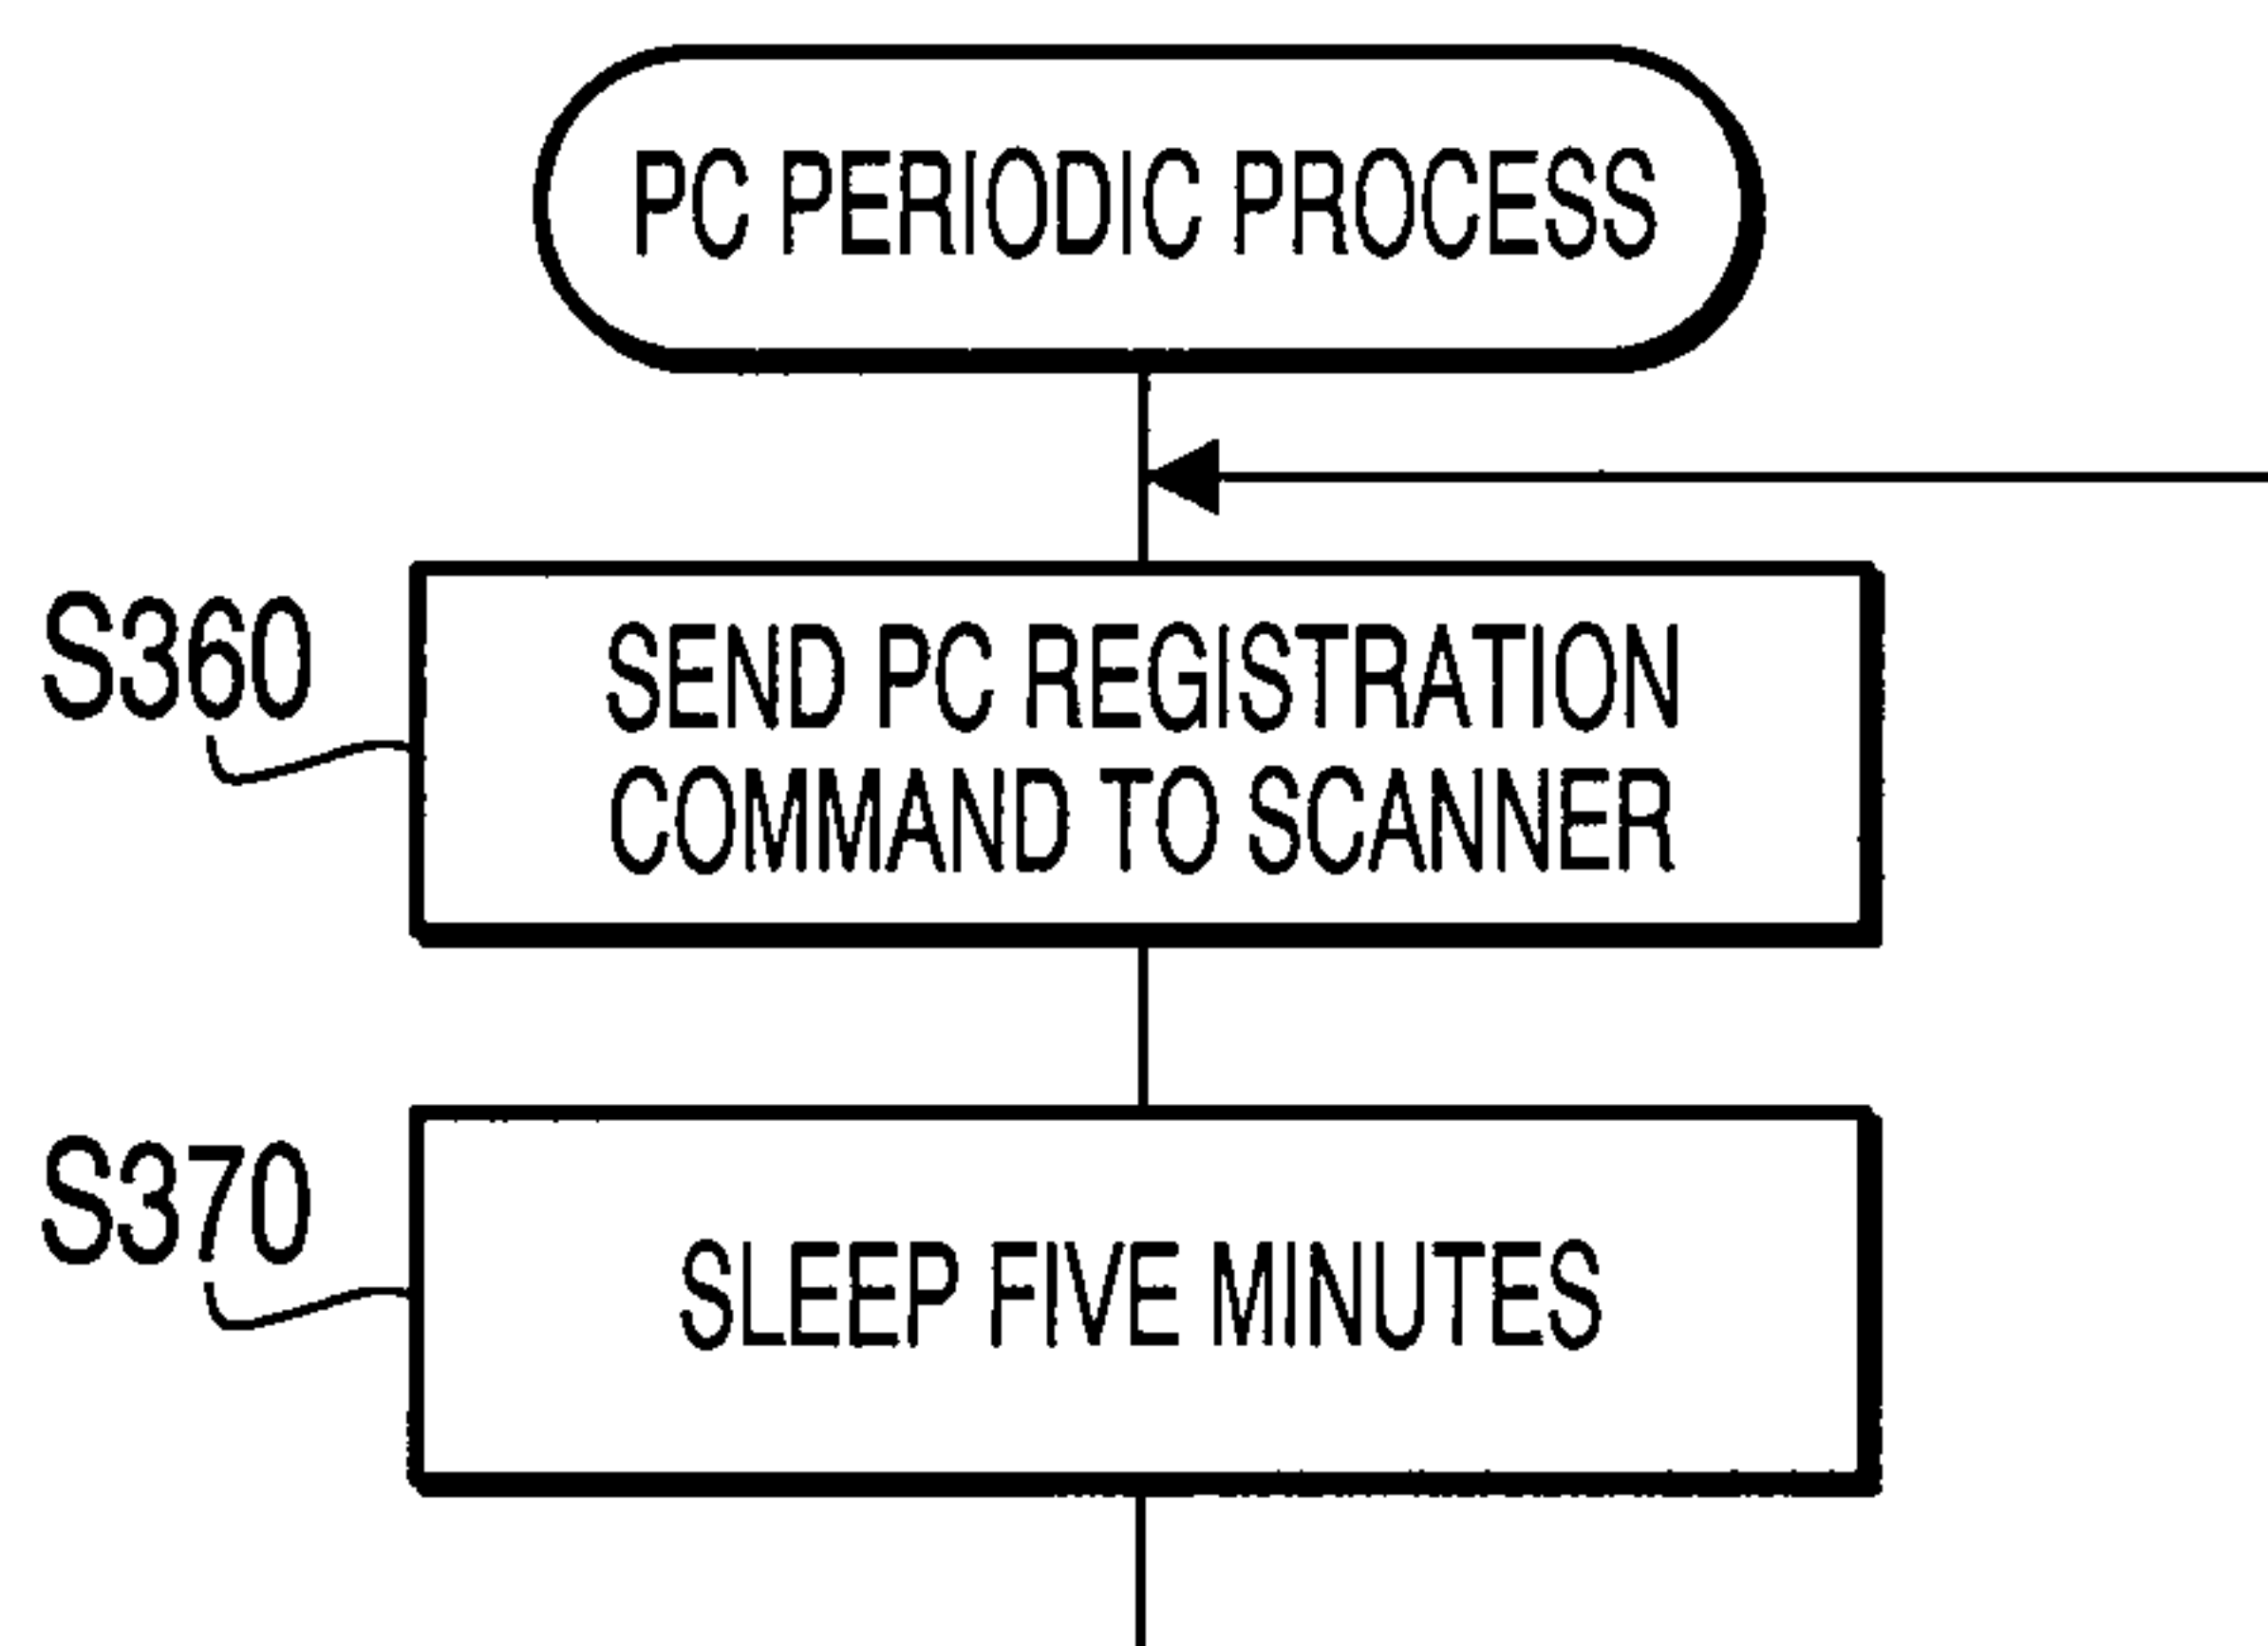 PC PERIODIC PROCESS
S360
SEND PC REGISTRATION
COMMAND TO SCANNER
S370
SLEEP FIVE MINUTES